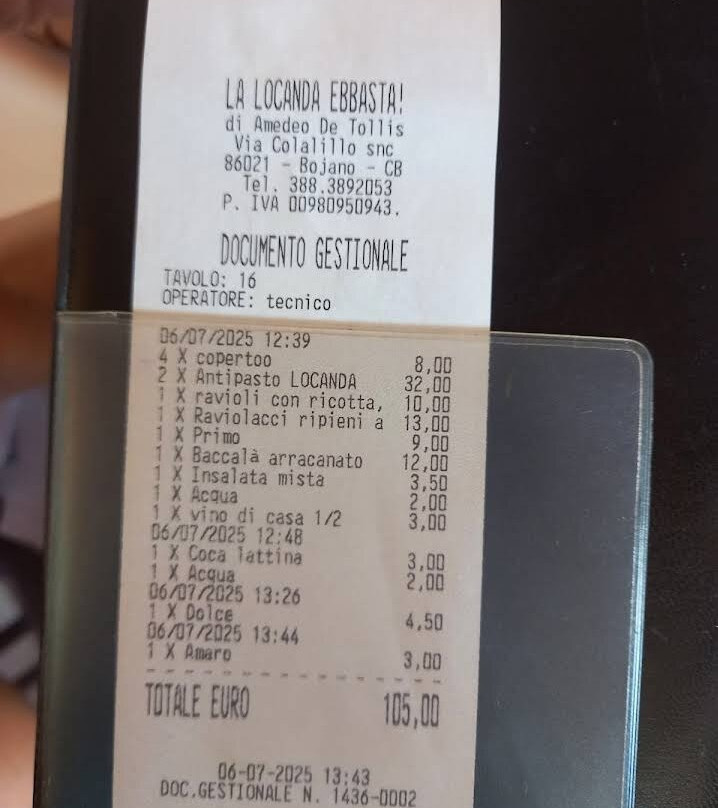 LA LOCANDA EBBASTA!
di Amedeo De Tollis
Via Colalillo snc
86021 - Bojano - CB
Tel. 388.3892053
P. IVA 00980950943.
DOCUMENTO GESTIONALE
TAVOLO: 16
OPERATORE: tecnico
06/07/2025 12:39
4 X copertoo 8,00
2 X Antipasto LOCANDA 32,00
1 X ravioli con ricotta, 10,00
1 X Raviolacci ripieni a 13,00
1 X Primo 9,00
1 X Baccalà arracanato 12,00
1 X Insalata mista 3,50
1 X Acqua 2,00
1 X vino di casa 1/2 3,00
06/07/2025 12:48
1 X Coca lattina 3,00
1 X Acqua 2,00
06/07/2025 13:26
1 X Dolce 4,50
06/07/2025 13:44
1 X Amaro 3,00
TOTALE EURO 105,00
06-07-2025 13:43
DOC.GESTIONALE N. 1436-0002